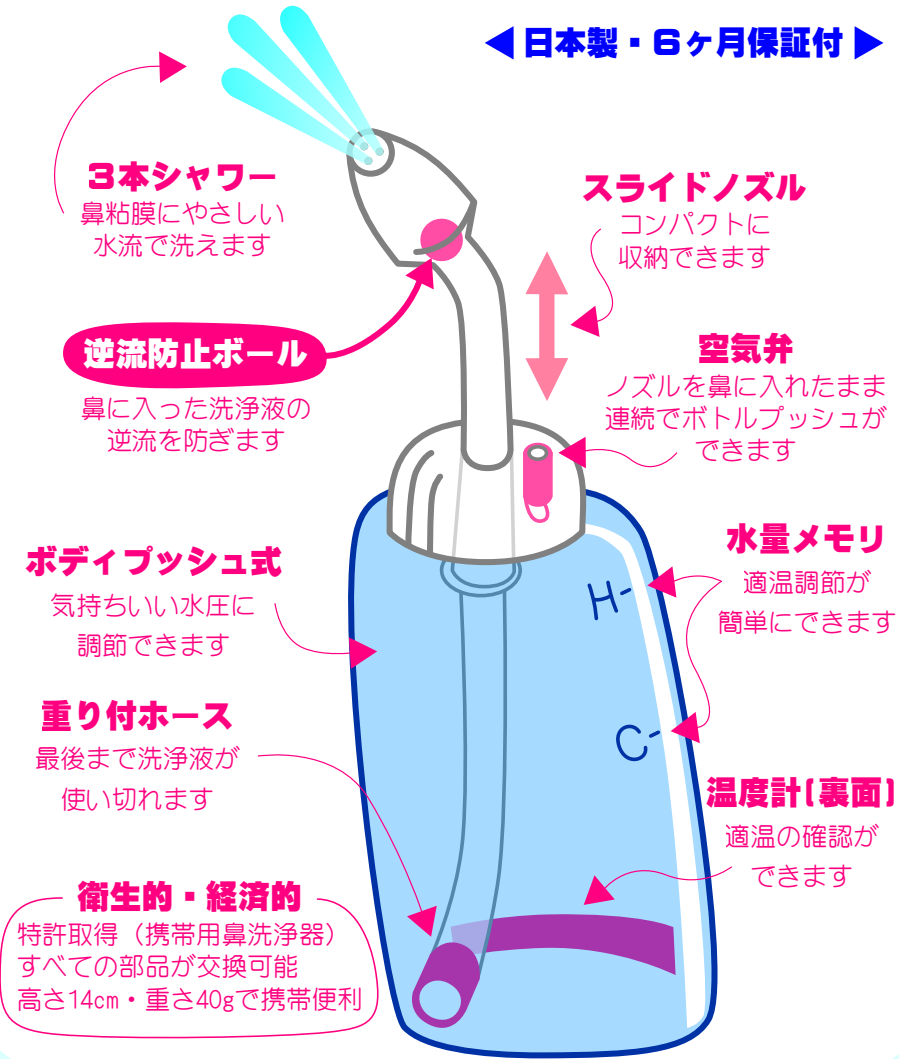 ◀日本製・６ヶ月保証付▶
３本シャワー
鼻粘膜にやさしい
水流で洗えます
スライドノズル
コンパクトに
収納できます
逆流防止ボール
鼻に入った洗浄液の
逆流を防ぎます
空気弁
ノズルを鼻に入れたまま
連続でボトルプッシュが
できます
ボディプッシュ式
気持ちいい水圧に
調節できます
水量メモリ
適温調節が
簡単にできます
H-
C-
重り付ホース
最後まで洗浄液が
使い切れます
温度計(裏面)
適温の確認が
できます
衛生的・経済的
特許取得（携帯用鼻洗浄器）
すべての部品が交換可能
高さ14cm・重さ40gで携帯便利